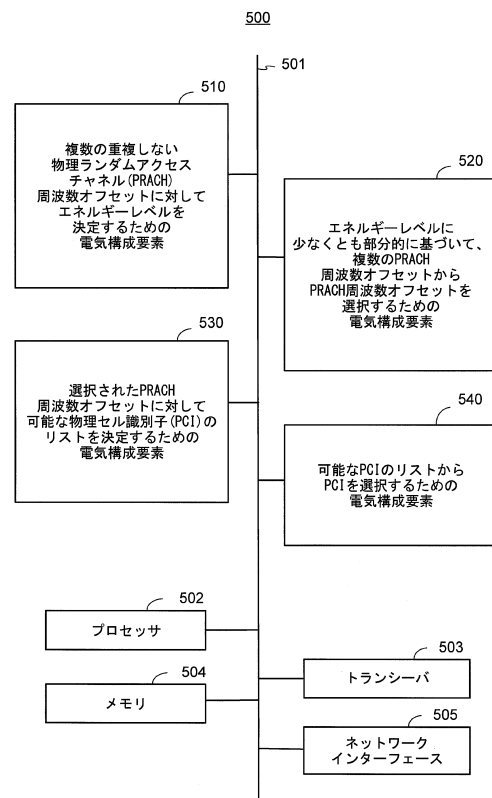 500
501
510
複数の重複しない
物理ランダムアクセス
チャネル(PRACH)
周波数オフセットに対して
エネルギーレベルを
決定するための
電気構成要素
520
エネルギーレベルに
少なくとも部分的に基づいて、
複数のPRACH
周波数オフセットから
PRACH周波数オフセットを
選択するための
電気構成要素
530
選択されたPRACH
周波数オフセットに対して
可能な物理セル識別子(PCI)の
リストを決定するための
電気構成要素
540
可能なPCIのリストから
PCIを選択するための
電気構成要素
502
プロセッサ
503
トランシーバ
504
メモリ
505
ネットワーク
インターフェース